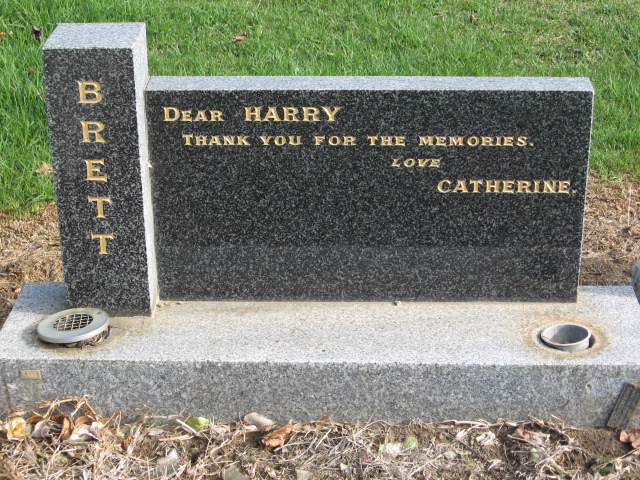 BRETT
DEAR HARRY
THANK YOU FOR THE MEMORIES.
LOVE
CATHERINE.